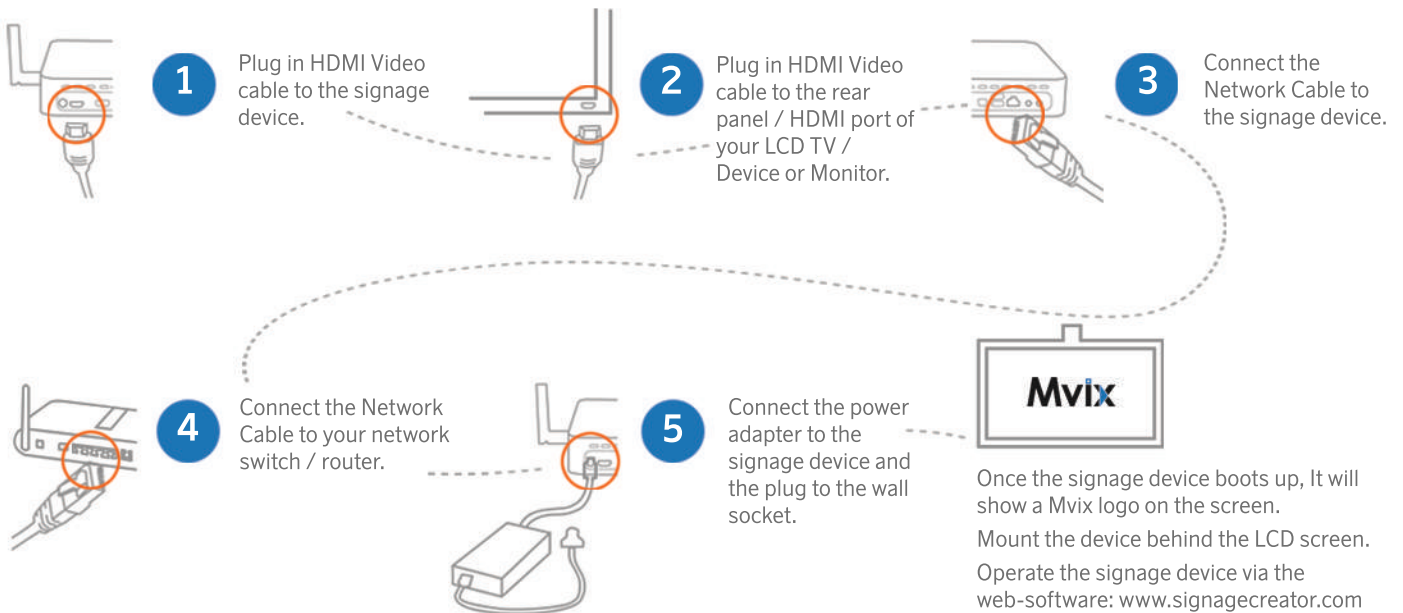 1
Plug in HDMI Video
cable to the signage
device.
2
Plug in HDMI Video
cable to the rear
panel / HDMI port of
your LCD TV /
Device or Monitor.
3
Connect the
Network Cable to
the signage device.
4
Connect the Network
Cable to your network
switch / router.
5
Connect the power
adapter to the
signage device and
the plug to the wall
socket.
Mvix
Once the signage device boots up, It will
show a Mvix logo on the screen.
Mount the device behind the LCD screen.
Operate the signage device via the
web-software: www.signagecreator.com